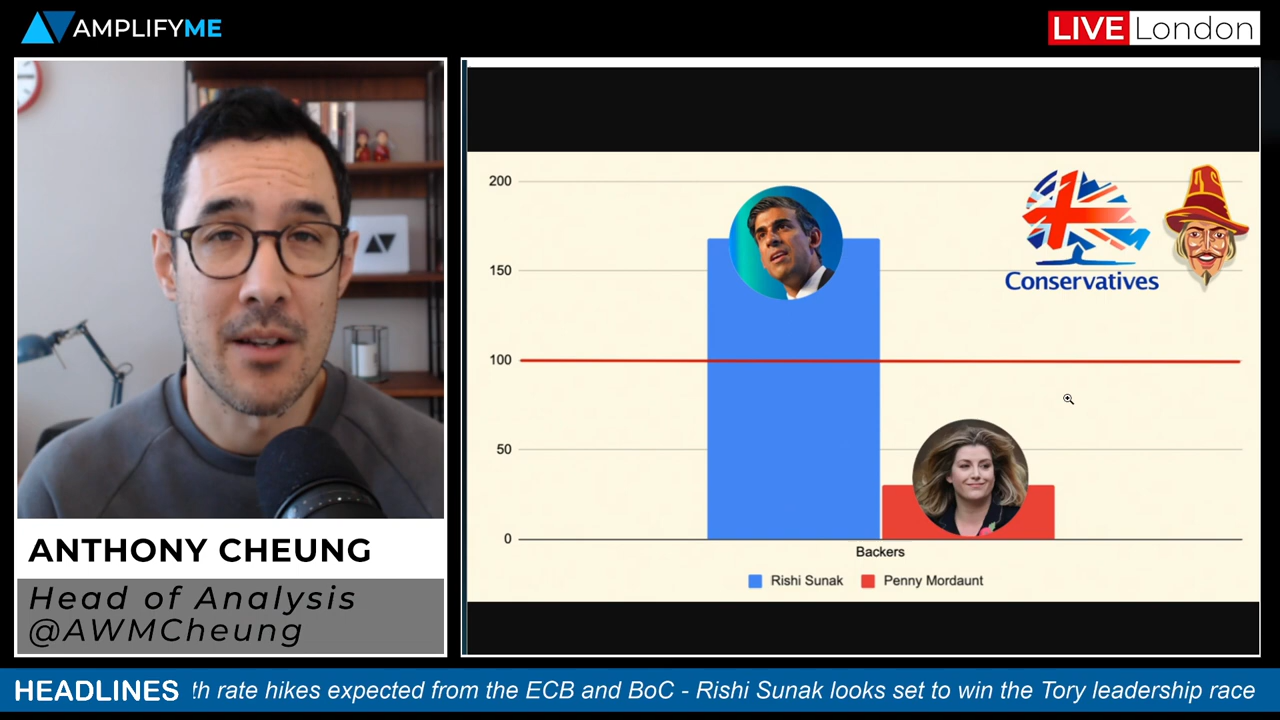 AMPLIFYME
LIVE London
200
150
100
50
0
Conservatives
Backers
Rishi Sunak
Penny Mordaunt
ANTHONY CHEUNG
Head of Analysis
@AWMCheung
HEADLINES th rate hikes expected from the ECB and BoC - Rishi Sunak looks set to win the Tory leadership race